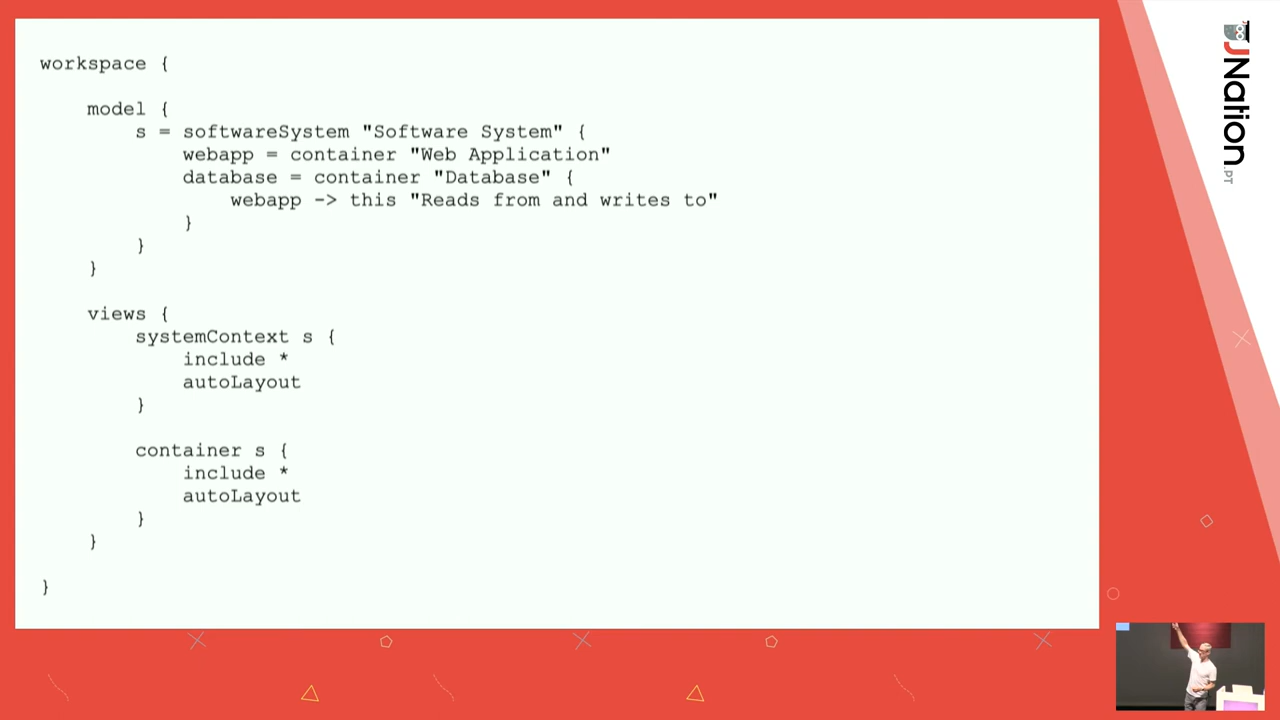 workspace {
model {
s = softwareSystem "Software System" {
webapp = container "Web Application"
database = container "Database" {
webapp -> this "Reads from and writes to"
}
}
}
views {
systemContext s {
include *
autoLayout
}
container s {
include *
autoLayout
}
}
}
JNation.PT